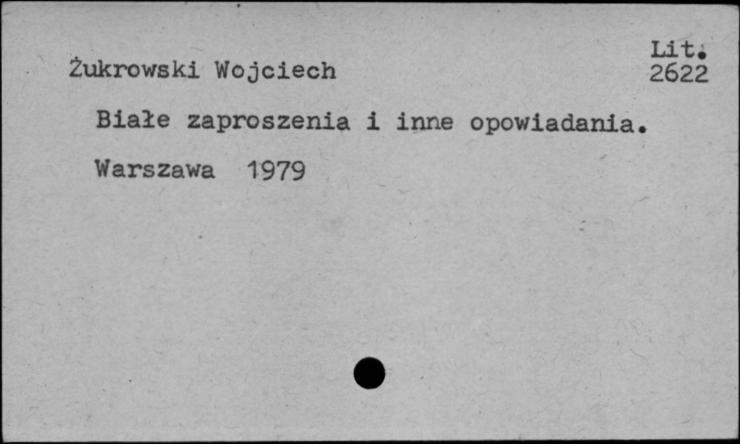 Lit.
Żukrowski Wojciech 2622
Białe zaproszenia i inne opowiadania.
Warszawa 1979